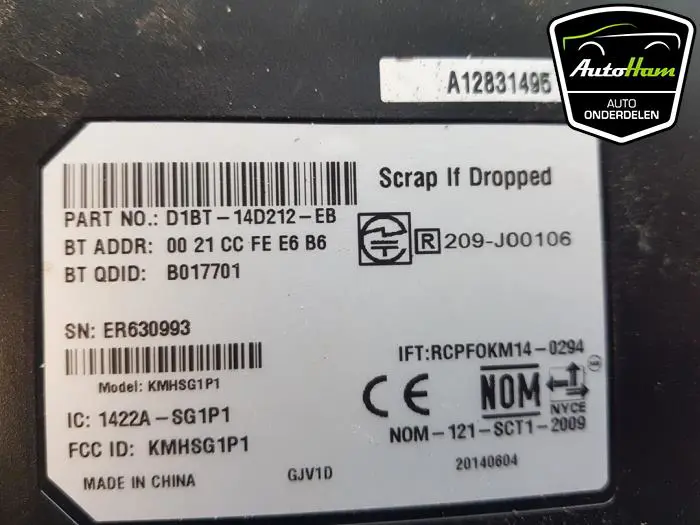 AutoHam
AUTO
ONDERDELEN
A12831495
Scrap If Dropped
PART NO.: D1BT-14D212-EB
BT ADDR: 00 21 CC FE E6 B6
BT QDID: B017701
R 209-J00106
SN: ER630993
Model: KMHSG1P1
IC: 1422A-SG1P1
FCC ID: KMHSG1P1
MADE IN CHINA
GJV1D
IFT:RCPFOKM14-0294
CE
NOM
NYCE
NOM-121-SCT1-2009
20140604